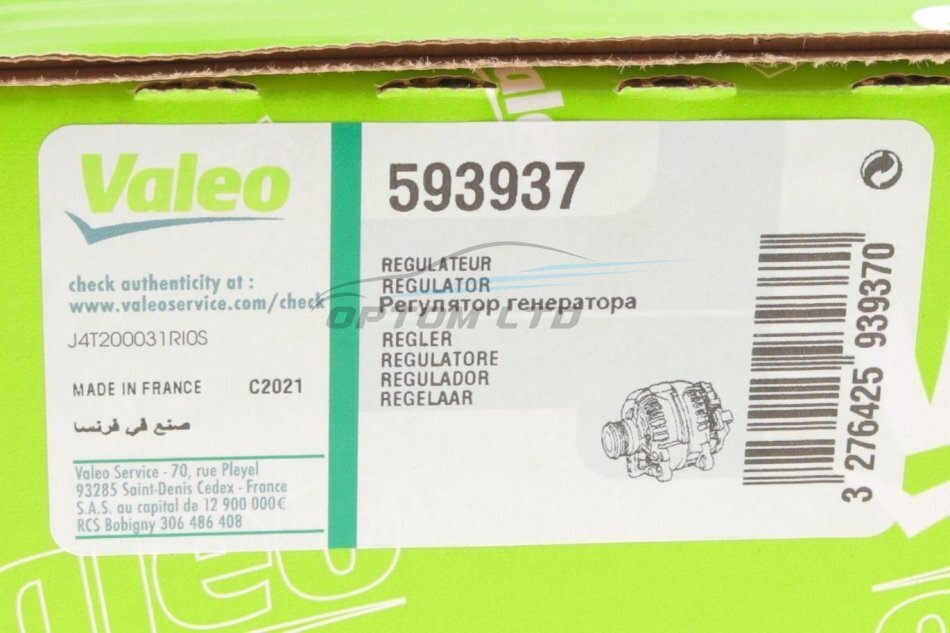 Valeo
check authenticity at :
www.valeoservice.com/check
J4T200031RI0S
MADE IN FRANCE C2021
صنع في فرنسا
Valeo Service - 70, rue Pleyel
93285 Saint-Denis Cedex - France
S.A.S. au capital de 12 900 000€
RCS Bobigny 306 486 408
593937
REGULATEUR
REGULATOR
Регулятор генератора
OPTOM LTD
REGLER
REGULATORE
REGULADOR
REGELAAR
3 276425 939370